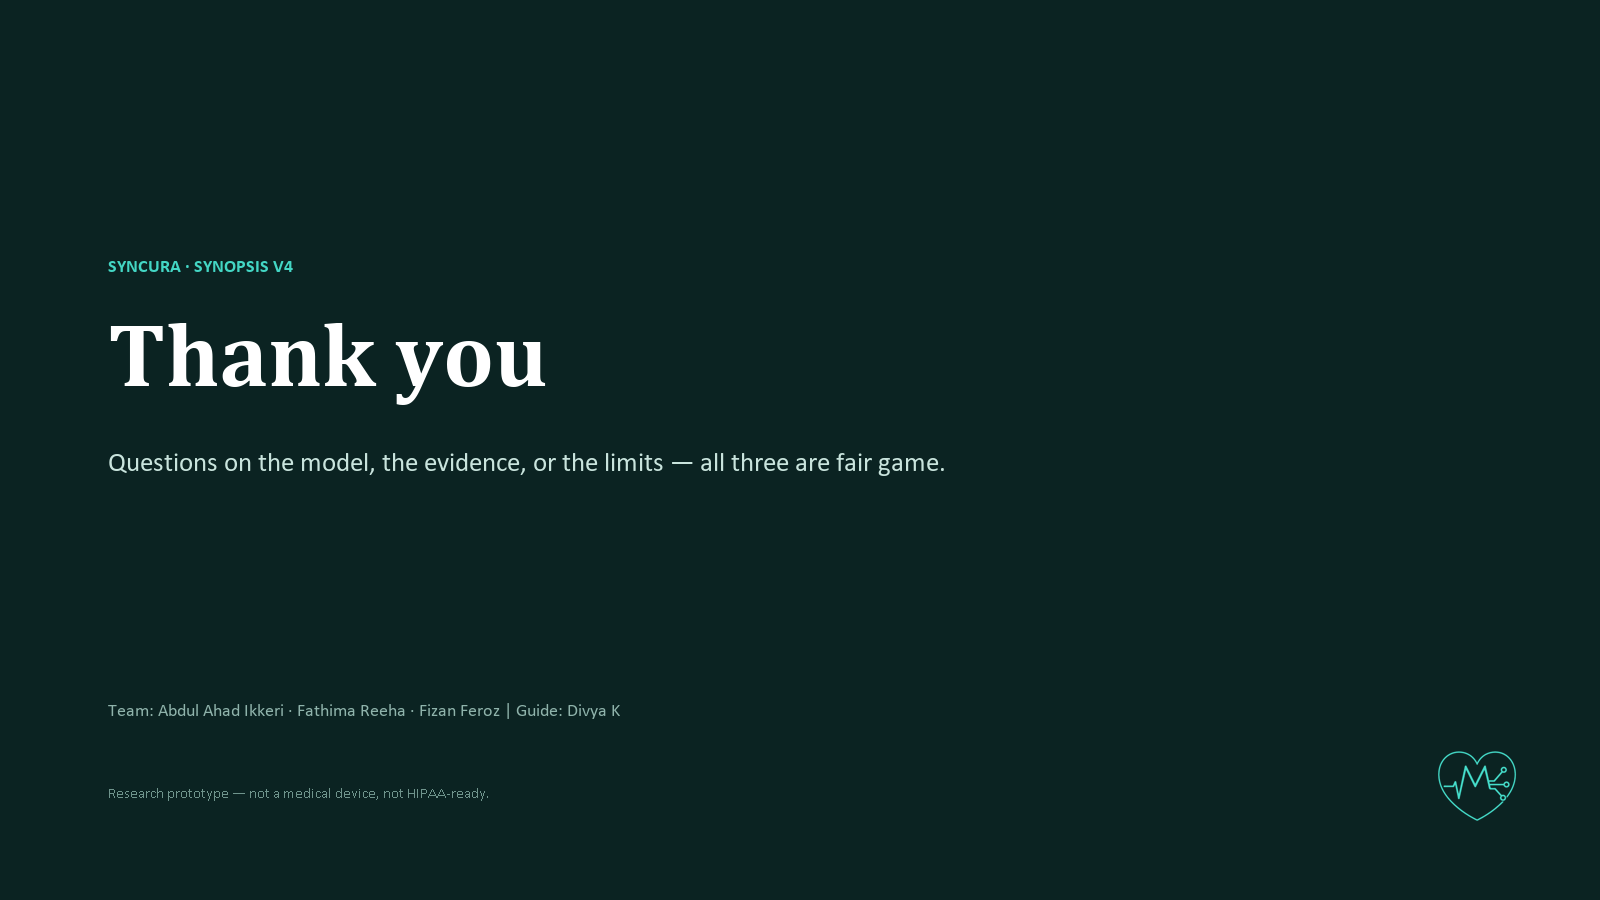 SYNCURA · SYNOPSIS V4
Thank you
Questions on the model, the evidence, or the limits — all three are fair game.
Team: Abdul Ahad Ikkeri · Fathima Reeha · Fizan Feroz | Guide: Divya K
Research prototype — not a medical device, not HIPAA-ready.